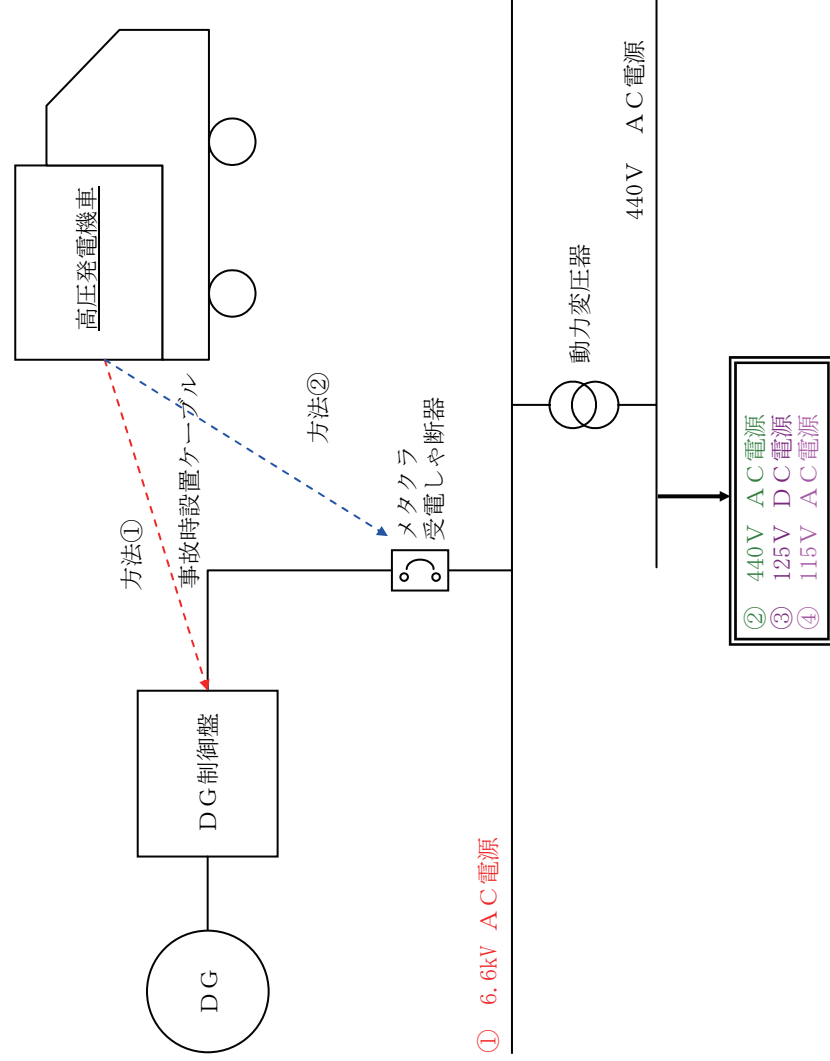 高圧発電機車
方法①
事故時設置ケーブル
方法②
DG
DG制御盤
メタクラ
受電しゃ断器
① 6.6kV AC電源
動力変圧器
440V AC電源
② 440V AC電源
③ 125V DC電源
④ 115V AC電源